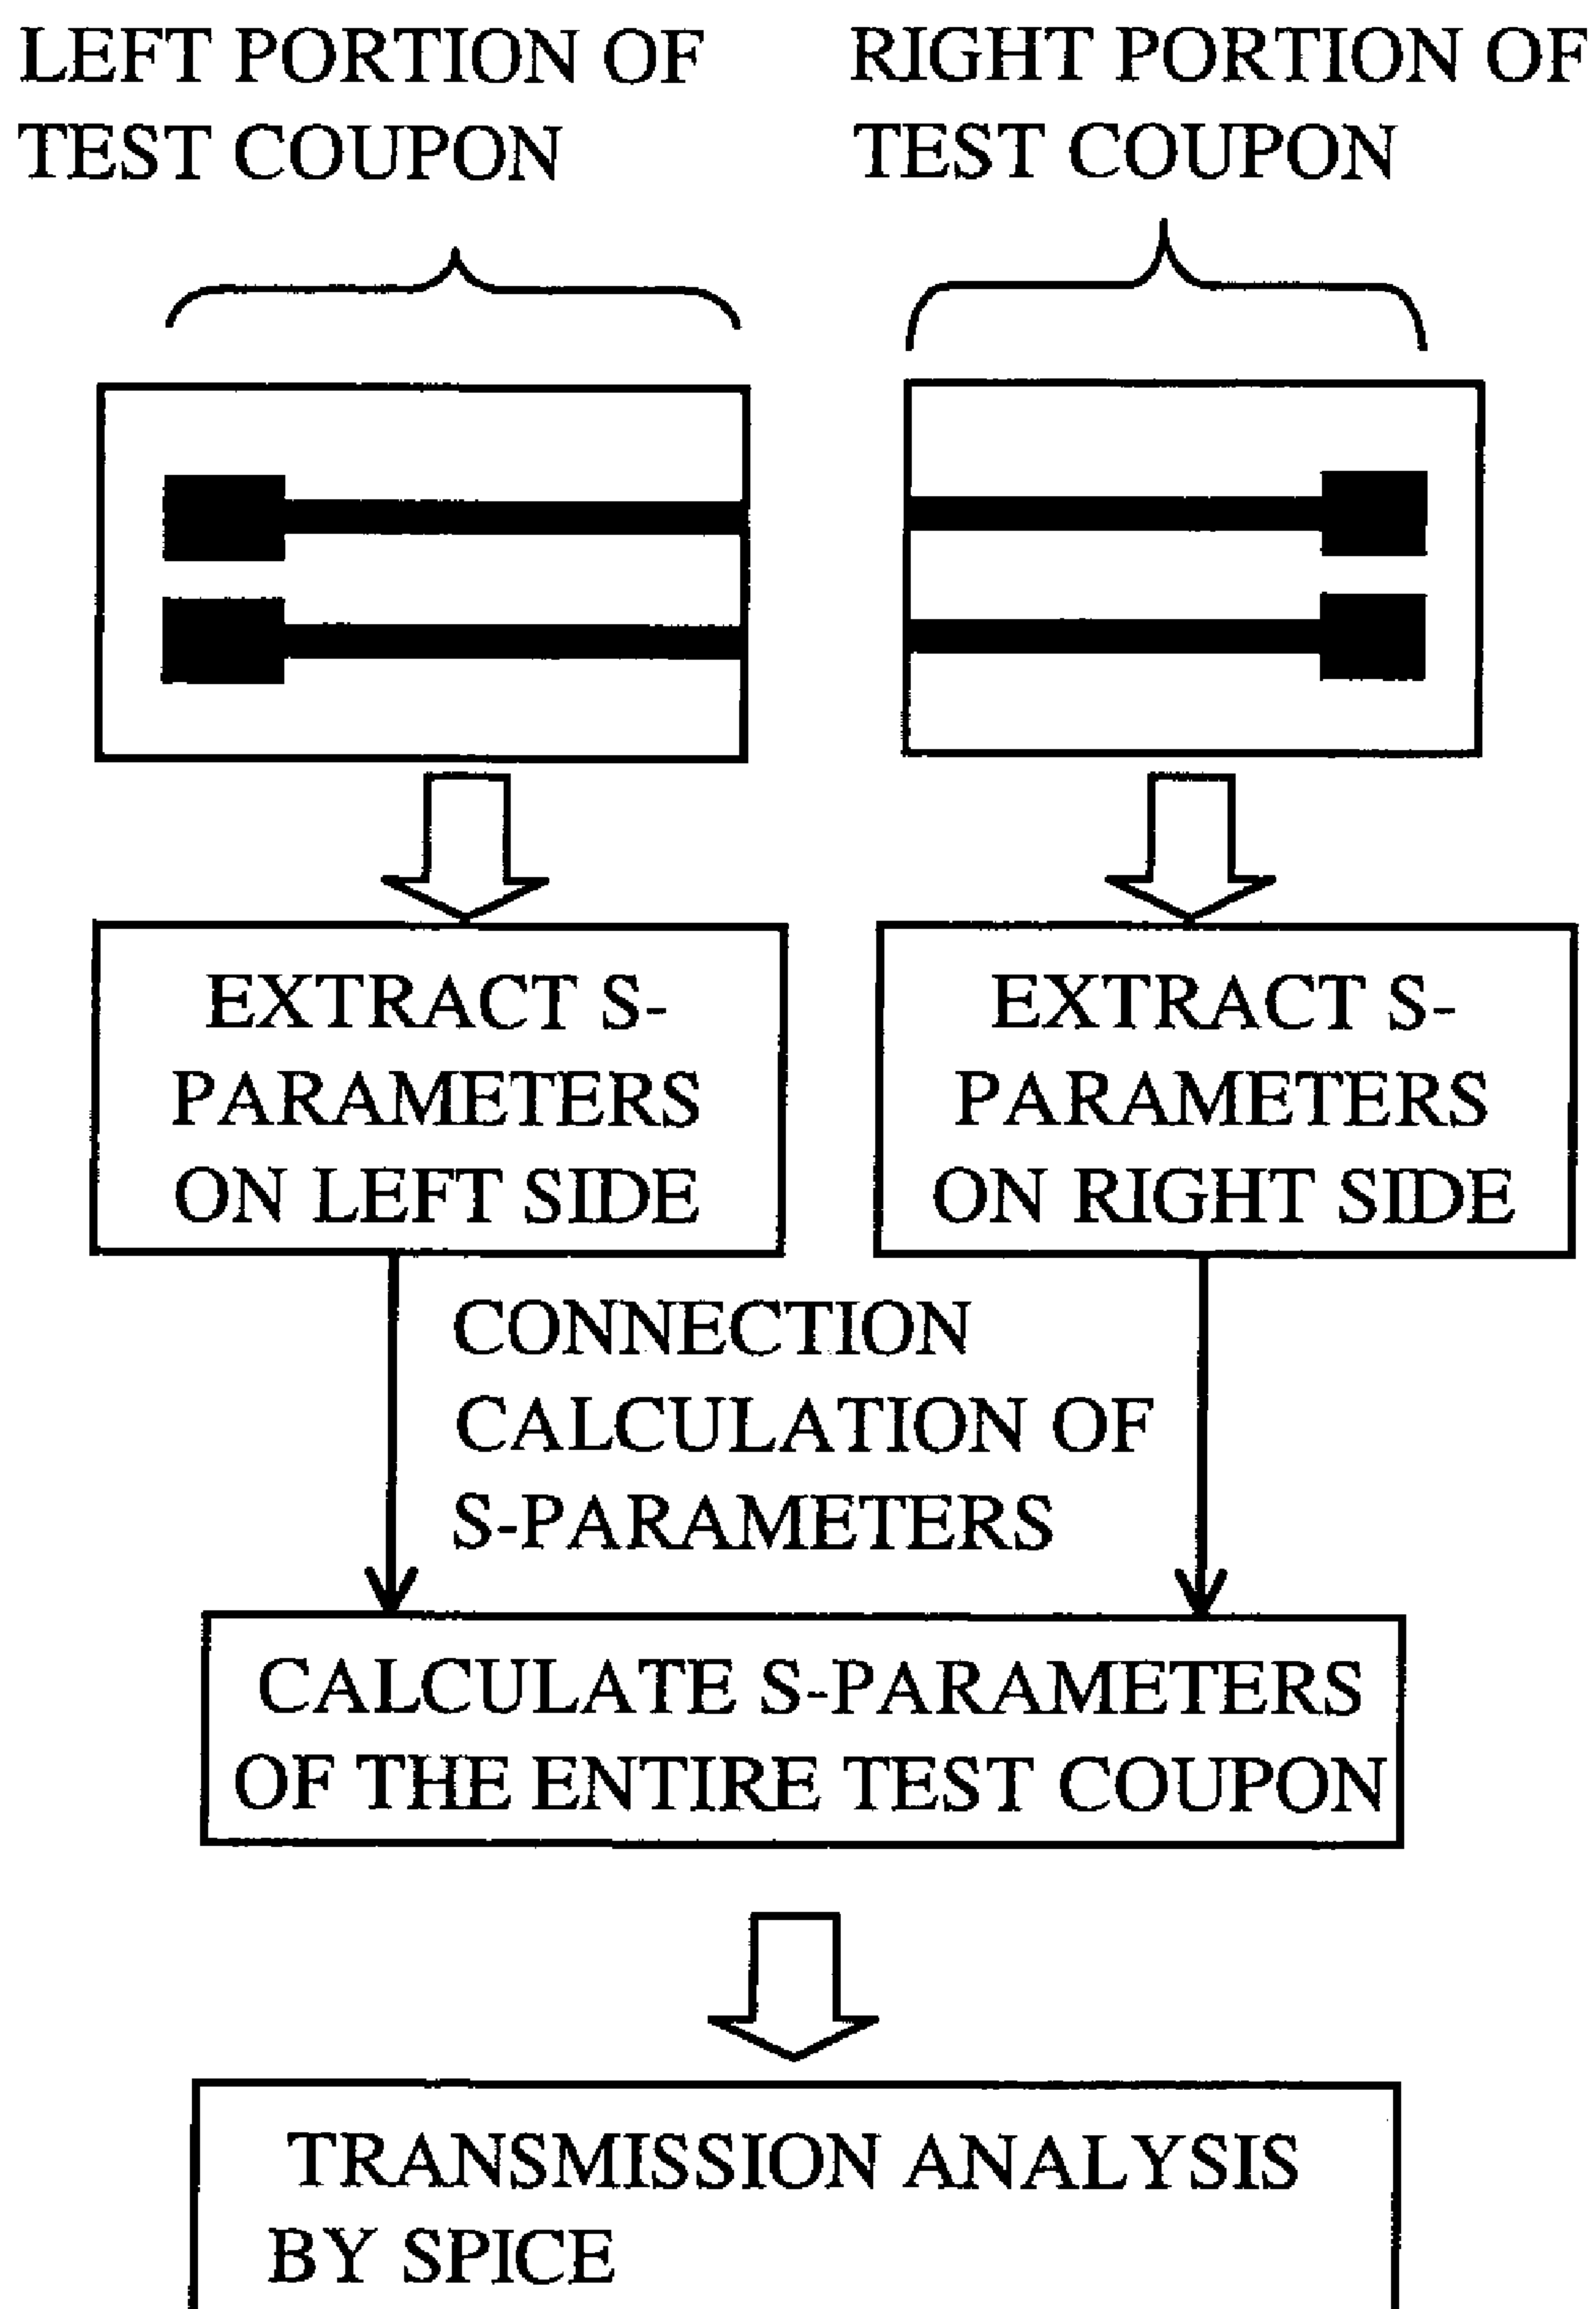 LEFT PORTION OF
TEST COUPON
RIGHT PORTION OF
TEST COUPON
EXTRACT S-
PARAMETERS
ON LEFT SIDE
EXTRACT S-
PARAMETERS
ON RIGHT SIDE
CONNECTION
CALCULATION OF
S-PARAMETERS
CALCULATE S-PARAMETERS
OF THE ENTIRE TEST COUPON
TRANSMISSION ANALYSIS
BY SPICE